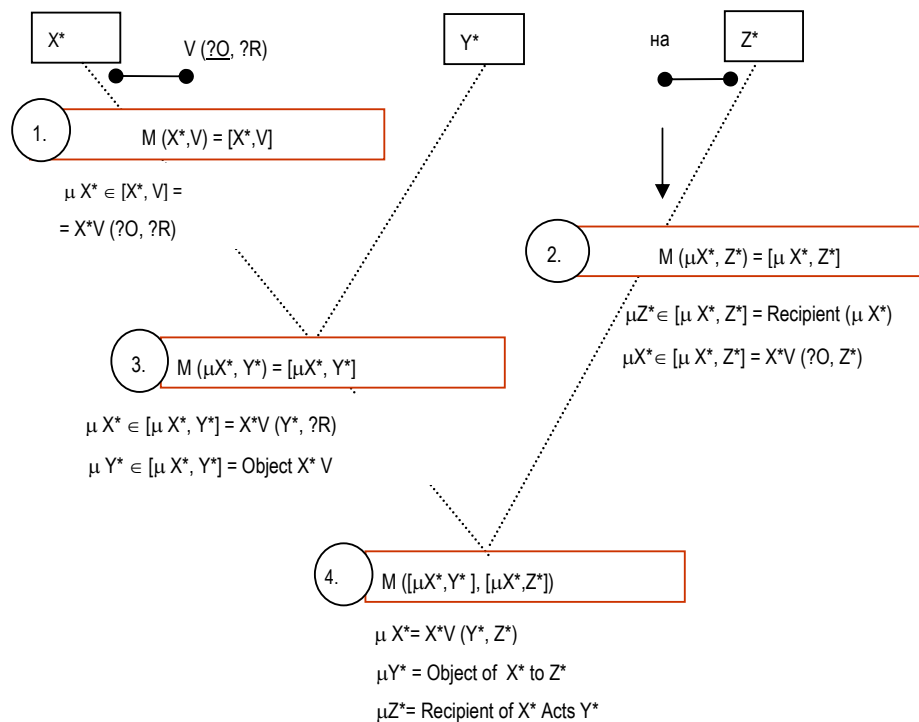 X*
V (?O, ?R)
Y*
на
Z*
1.
M (X*,V) = [X*,V]
μ X* ∈ [X*, V] =
= X*V (?O, ?R)
2.
M (μX*, Z*) = [μ X*, Z*]
μZ* ∈ [μ X*, Z*] = Recipient (μ X*)
μX* ∈ [μ X*, Z*] = X*V (?O, Z*)
3.
M (μX*, Y*) = [μX*, Y*]
μ X* ∈ [μ X*, Y*] = X*V (Y*, ?R)
μ Y* ∈ [μ X*, Y*] = Object X* V
4.
M ([μX*,Y* ], [μX*,Z*])
μ X*= X*V (Y*, Z*)
μY* = Object of X* to Z*
μZ*= Recipient of X* Acts Y*